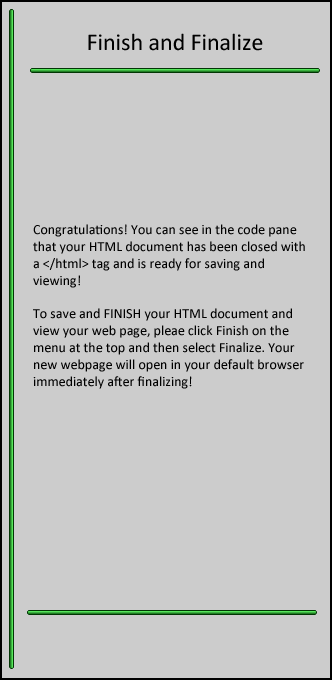 Finish and Finalize
Congratulations! You can see in the code pane
that your HTML document has been closed with
a </html> tag and is ready for saving and
viewing!
To save and FINISH your HTML document and
view your web page, pleae click Finish on the
menu at the top and then select Finalize. Your
new webpage will open in your default browser
immediately after finalizing!